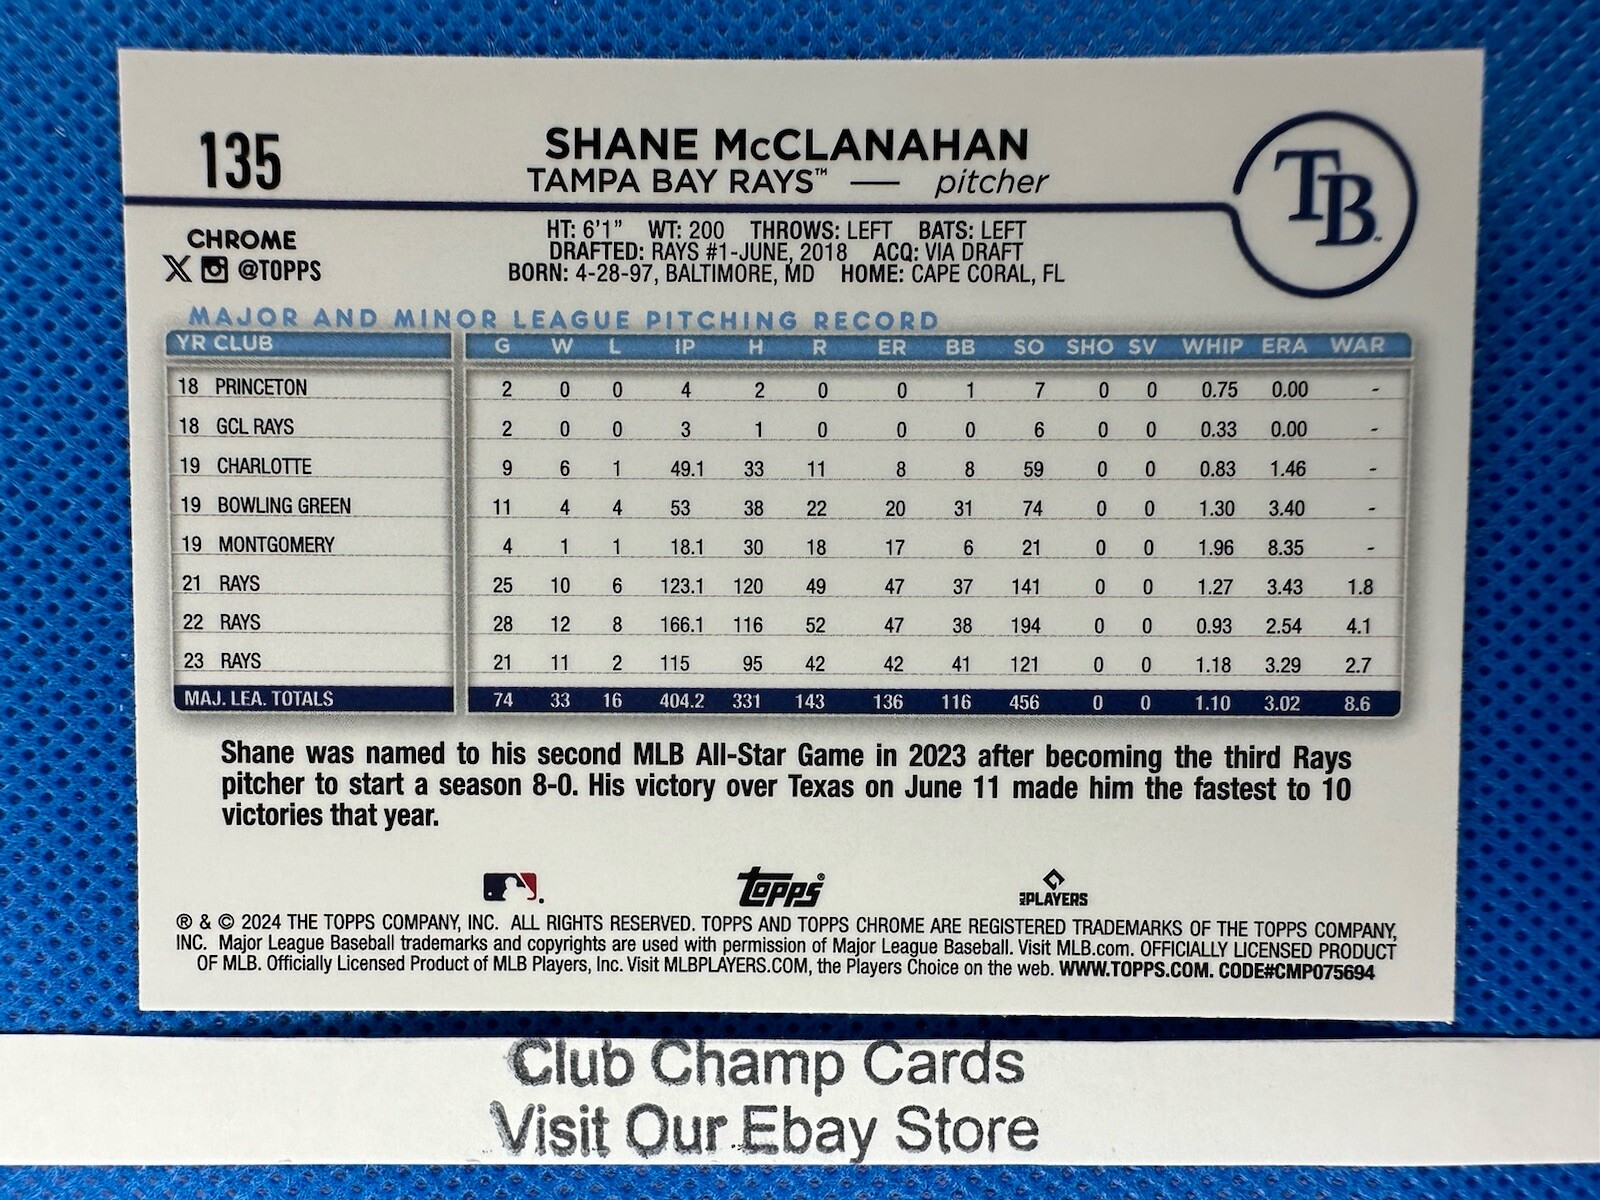 135
SHANE McCLANAHAN
TAMPA BAY RAYS™ — pitcher
TB
CHROME
X @TOPPS
HT: 6'1" WT: 200 THROWS: LEFT BATS: LEFT
DRAFTED: RAYS #1-JUNE, 2018 ACQ: VIA DRAFT
BORN: 4-28-97, BALTIMORE, MD HOME: CAPE CORAL, FL
MAJOR AND MINOR LEAGUE PITCHING RECORD
YR CLUB G W L IP H R ER BB SO SHO SV WHIP ERA WAR
18 PRINCETON 2 0 0 4 2 0 0 1 7 0 0 0.75 0.00 -
18 GCL RAYS 2 0 0 3 1 0 0 0 6 0 0 0.33 0.00 -
19 CHARLOTTE 9 6 1 49.1 33 11 8 8 59 0 0 0.83 1.46 -
19 BOWLING GREEN 11 4 4 53 38 22 20 31 74 0 0 1.30 3.40 -
19 MONTGOMERY 4 1 1 18.1 30 18 17 6 21 0 0 1.96 8.35 -
21 RAYS 25 10 6 123.1 120 49 47 37 141 0 0 1.27 3.43 1.8
22 RAYS 28 12 8 166.1 116 52 47 38 194 0 0 0.93 2.54 4.1
23 RAYS 21 11 2 115 95 42 42 41 121 0 0 1.18 3.29 2.7
MAJ. LEA. TOTALS 74 33 16 404.2 331 143 136 116 456 0 0 1.10 3.02 8.6
Shane was named to his second MLB All-Star Game in 2023 after becoming the third Rays
pitcher to start a season 8-0. His victory over Texas on June 11 made him the fastest to 10
victories that year.
Topps® PLAYERS
® & © 2024 THE TOPPS COMPANY, INC. ALL RIGHTS RESERVED. TOPPS AND TOPPS CHROME ARE REGISTERED TRADEMARKS OF THE TOPPS COMPANY,
INC. Major League Baseball trademarks and copyrights are used with permission of Major League Baseball. Visit MLB.com. OFFICIALLY LICENSED PRODUCT
OF MLB. Officially Licensed Product of MLB Players, Inc. Visit MLBPLAYERS.COM, the Players Choice on the web. WWW.TOPPS.COM. CODE#CMP075694
Club Champ Cards
Visit Our Ebay Store